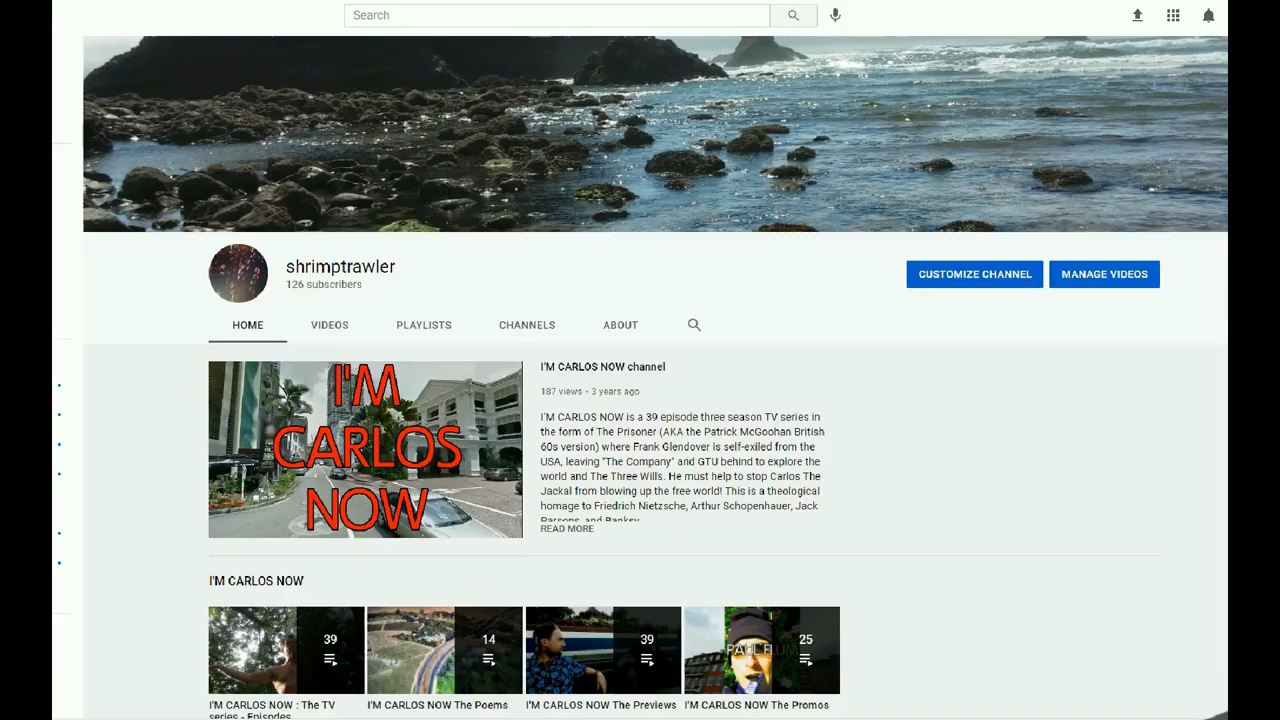 Search
shrimptrawler
126 subscribers
CUSTOMIZE CHANNEL
MANAGE VIDEOS
HOME
VIDEOS
PLAYLISTS
CHANNELS
ABOUT
I'M
CARLOS
NOW
I'M CARLOS NOW channel
187 views • 3 years ago
I'M CARLOS NOW is a 39 episode three season TV series in
the form of The Prisoner (AKA the Patrick McGoohan British
60s version) where Frank Glendover is self-exiled from the
USA, leaving "The Company" and GTU behind to explore the
world and The Three Wills. He must help to stop Carlos The
Jackal from blowing up the free world! This is a theological
homage to Friedrich Nietzsche, Arthur Schopenhauer, Jack
Parsons, and Banksy.
READ MORE
I'M CARLOS NOW
39
14
39
25
PAUL FLUM
I'M CARLOS NOW : The TV
series - Episodes
I'M CARLOS NOW The Poems
I'M CARLOS NOW The Previews
I'M CARLOS NOW The Promos